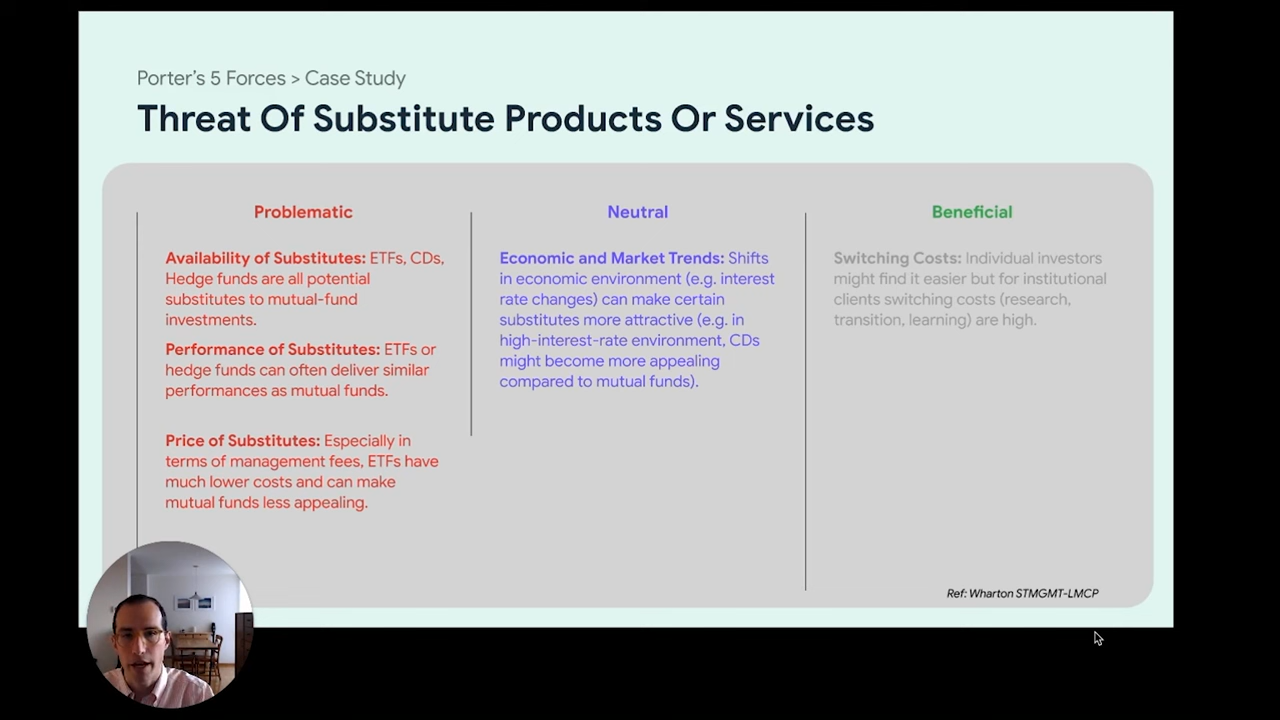 Porter's 5 Forces > Case Study
Threat Of Substitute Products Or Services
Problematic
Availability of Substitutes: ETFs, CDs,
Hedge funds are all potential
substitutes to mutual-fund
investments.
Performance of Substitutes: ETFs or
hedge funds can often deliver similar
performances as mutual funds.
Price of Substitutes: Especially in
terms of management fees, ETFs have
much lower costs and can make
mutual funds less appealing.
Neutral
Economic and Market Trends: Shifts
in economic environment (e.g. interest
rate changes) can make certain
substitutes more attractive (e.g. in
high-interest-rate environment, CDs
might become more appealing
compared to mutual funds).
Beneficial
Switching Costs: Individual investors
might find it easier but for institutional
clients switching costs (research,
transition, learning) are high.
Ref: Wharton STMGMT-LMCP